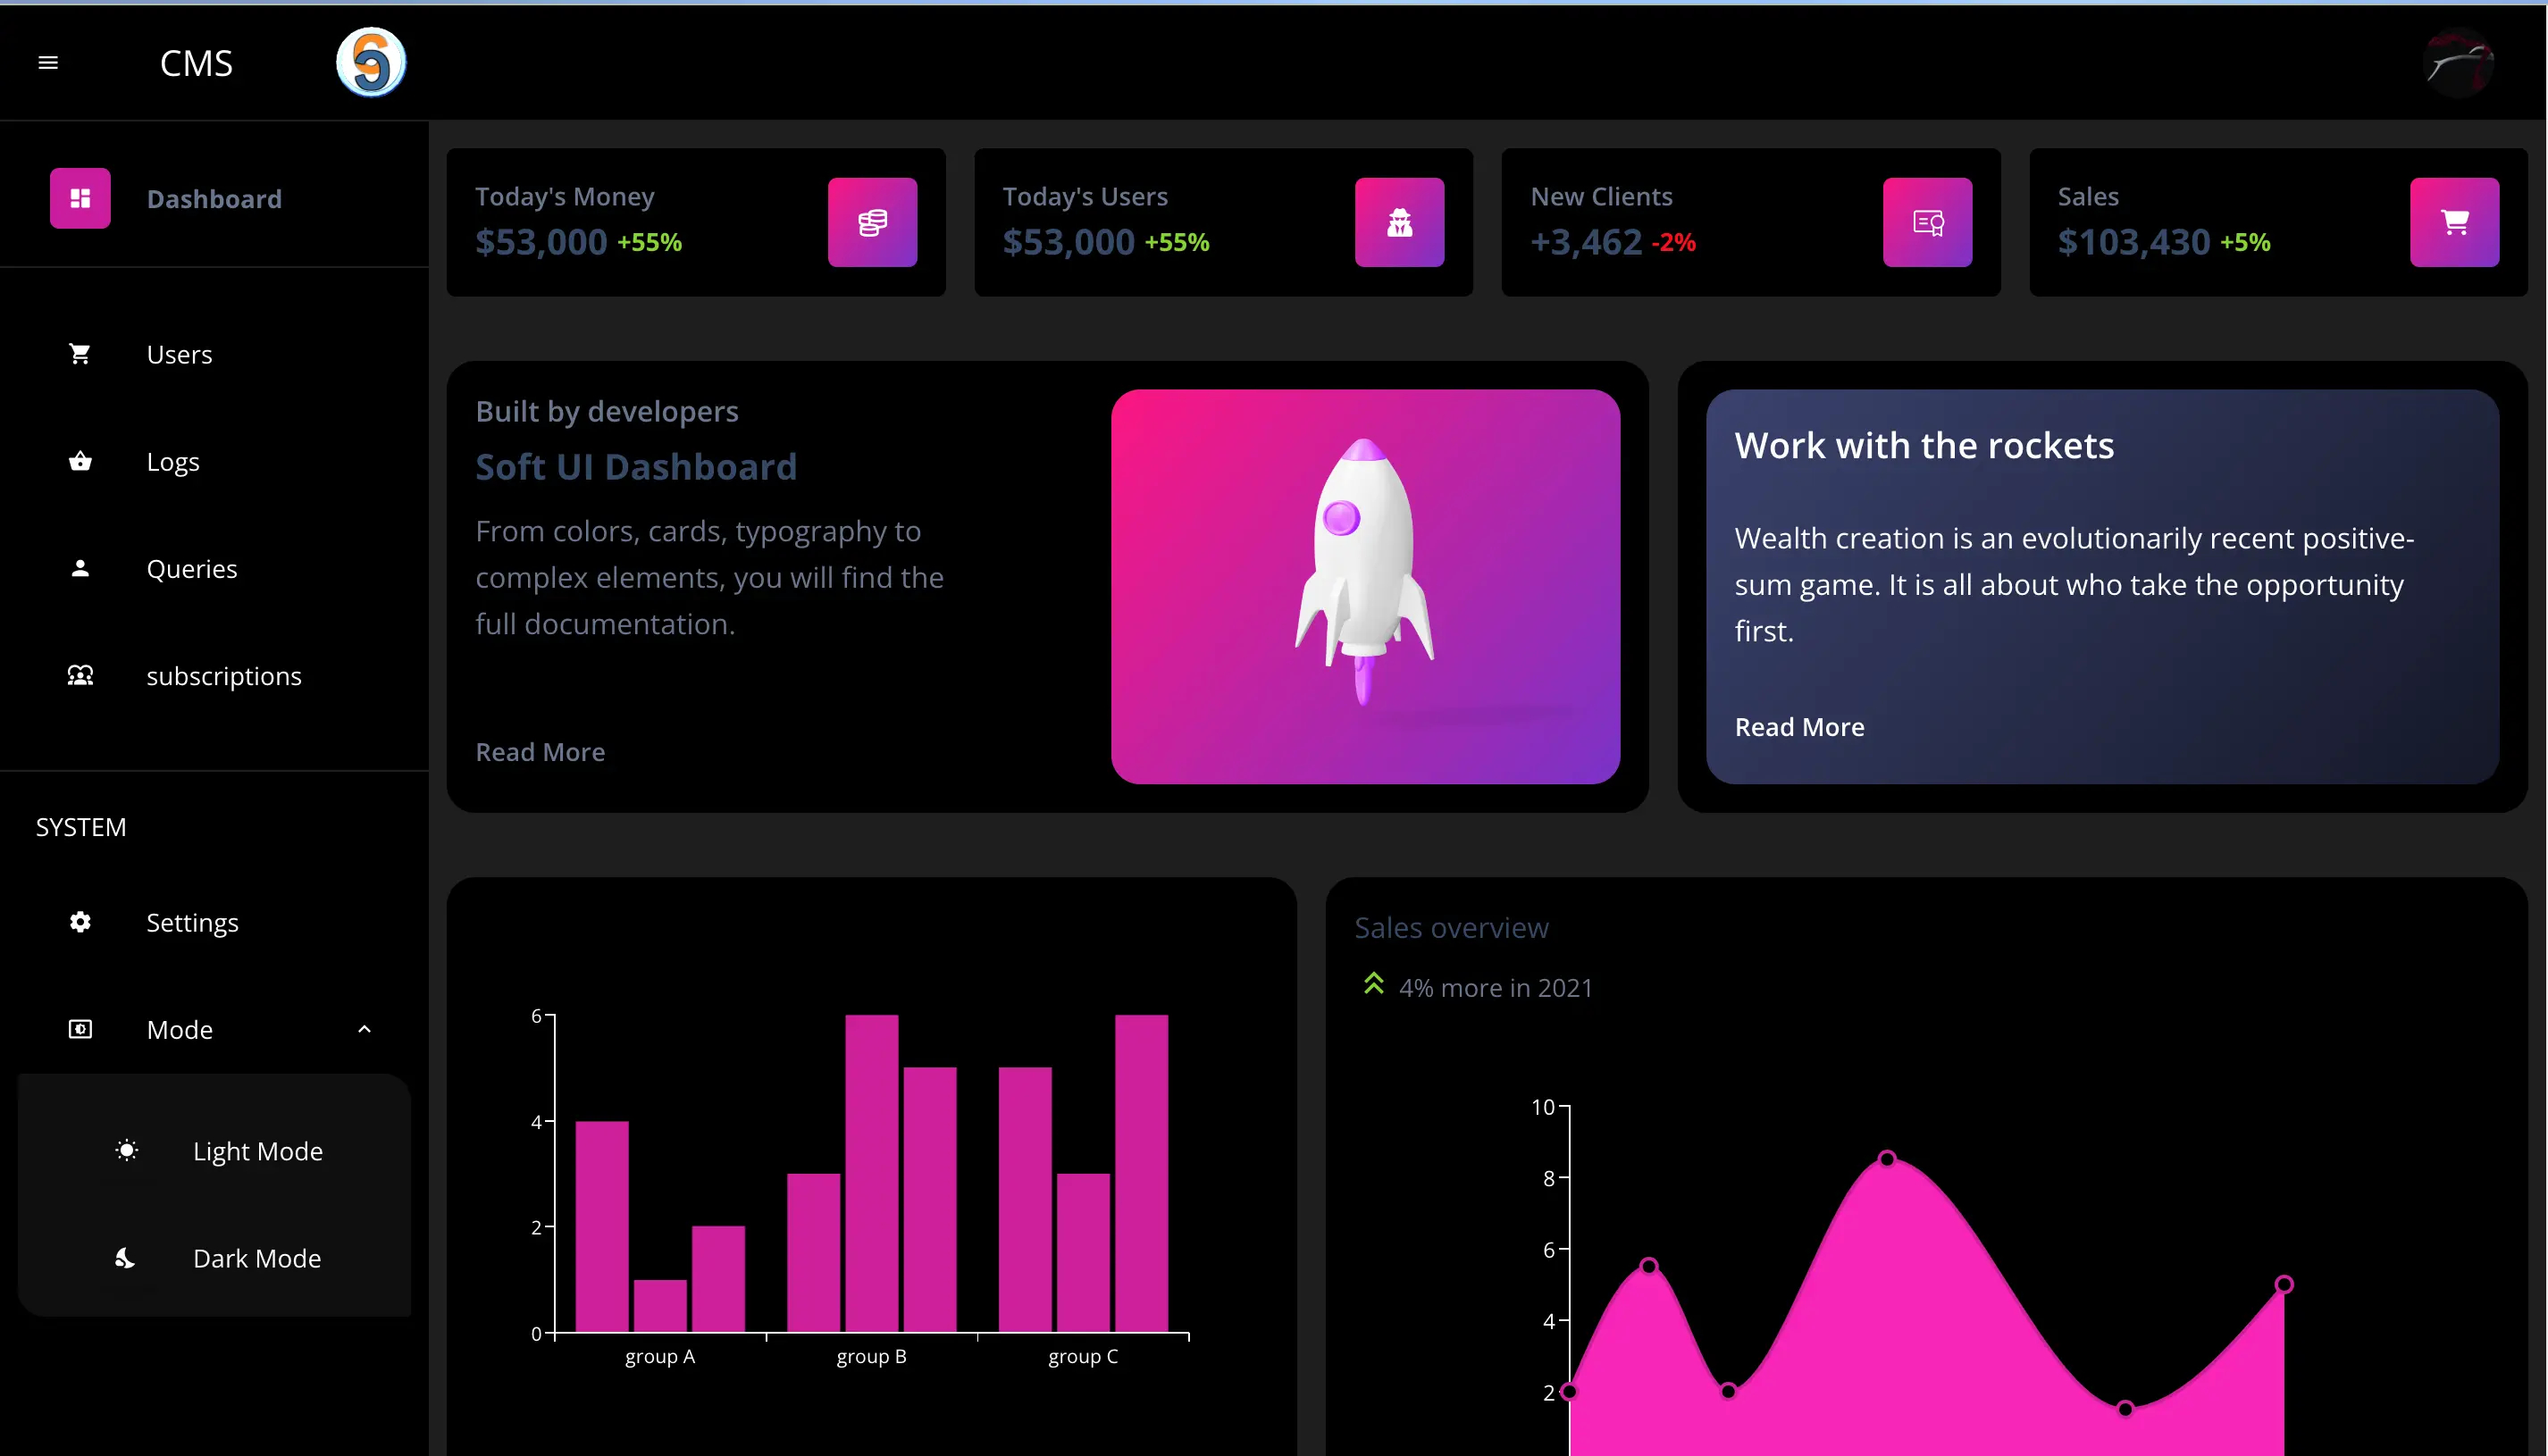 CMS
Dashboard
Users
Logs
Queries
subscriptions
SYSTEM
Settings
Mode
Light Mode
Dark Mode
Today's Money
$53,000 +55%
Today's Users
$53,000 +55%
New Clients
+3,462 -2%
Sales
$103,430 +5%
Built by developers
Soft UI Dashboard
From colors, cards, typography to
complex elements, you will find the
full documentation.
Read More
Work with the rockets
Wealth creation is an evolutionarily recent positive-
sum game. It is all about who take the opportunity
first.
Read More
6
4
2
0
group A group B group C
Sales overview
4% more in 2021
10
8
6
4
2